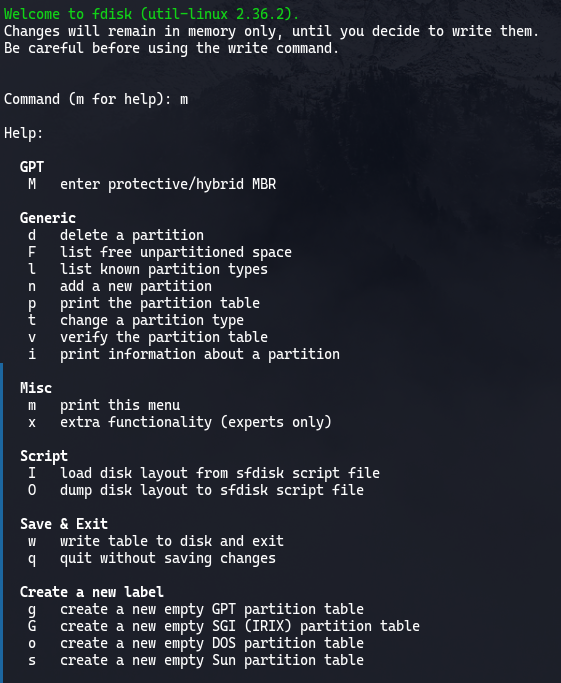 Welcome to fdisk (util-linux 2.36.2).
Changes will remain in memory only, until you decide to write them.
Be careful before using the write command.

Command (m for help): m

Help:

  GPT
   M   enter protective/hybrid MBR

  Generic
   d   delete a partition
   F   list free unpartitioned space
   l   list known partition types
   n   add a new partition
   p   print the partition table
   t   change a partition type
   v   verify the partition table
   i   print information about a partition

  Misc
   m   print this menu
   x   extra functionality (experts only)

  Script
   I   load disk layout from sfdisk script file
   O   dump disk layout to sfdisk script file

  Save & Exit
   w   write table to disk and exit
   q   quit without saving changes

  Create a new label
   g   create a new empty GPT partition table
   G   create a new empty SGI (IRIX) partition table
   o   create a new empty DOS partition table
   s   create a new empty Sun partition table